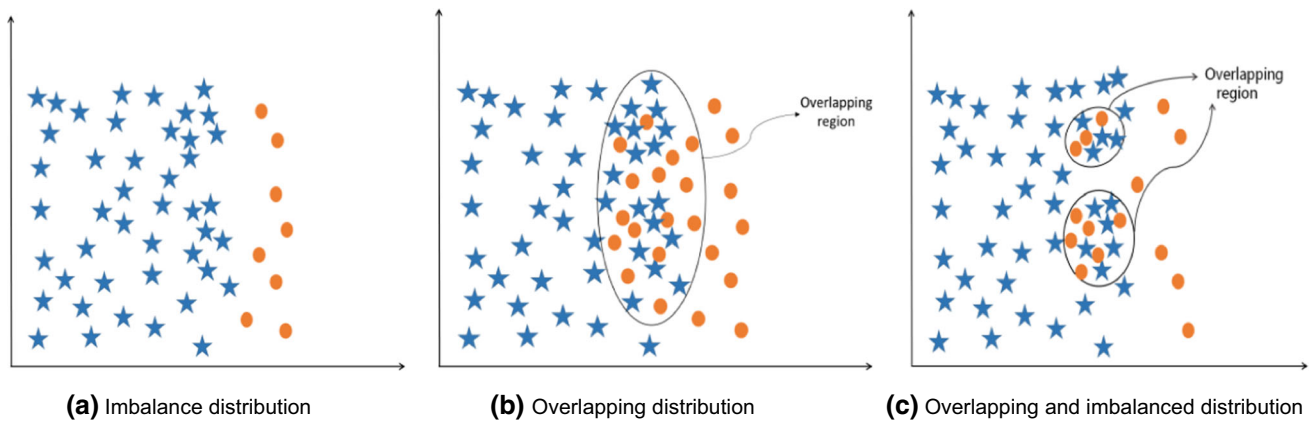 Overlapping
region
Overlapping
region
(a) Imbalance distribution
(b) Overlapping distribution
(c) Overlapping and imbalanced distribution